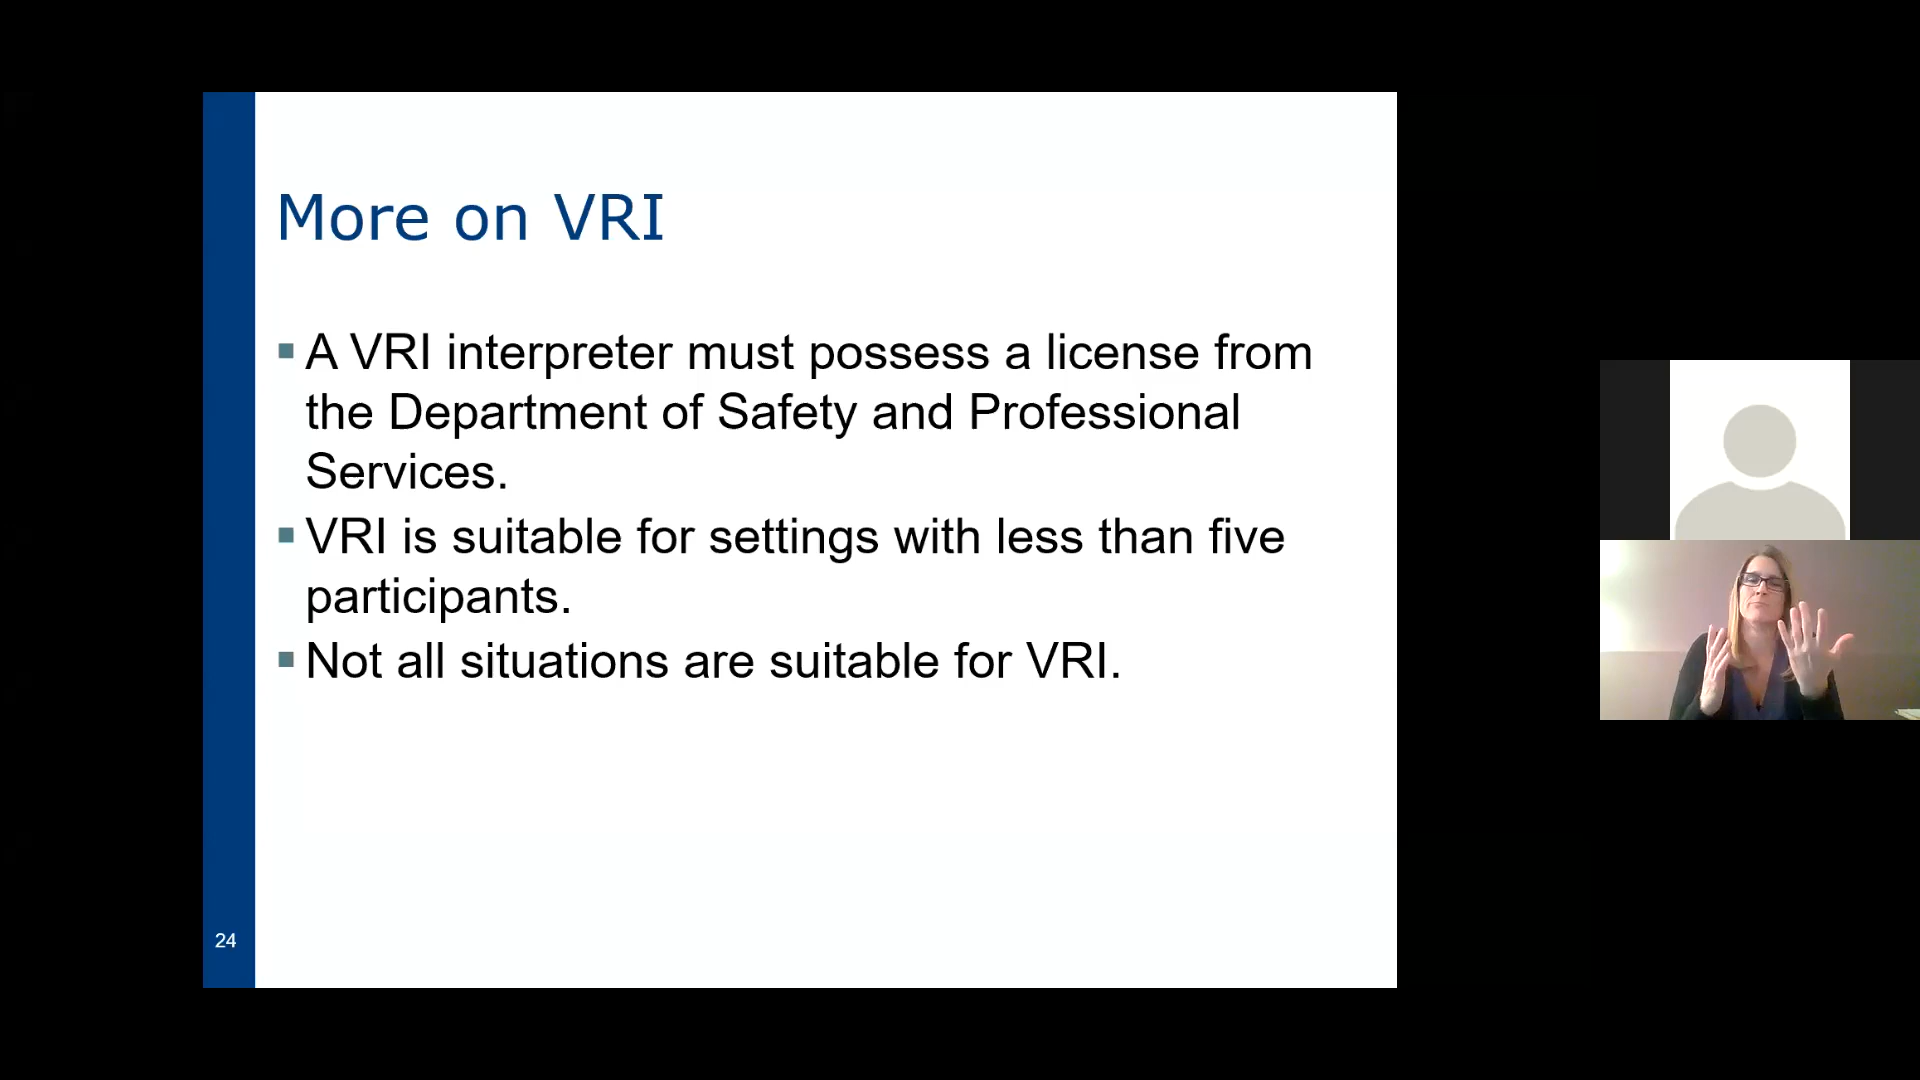 More on VRI
▪ A VRI interpreter must possess a license from
the Department of Safety and Professional
Services.
▪ VRI is suitable for settings with less than five
participants.
▪ Not all situations are suitable for VRI.
24